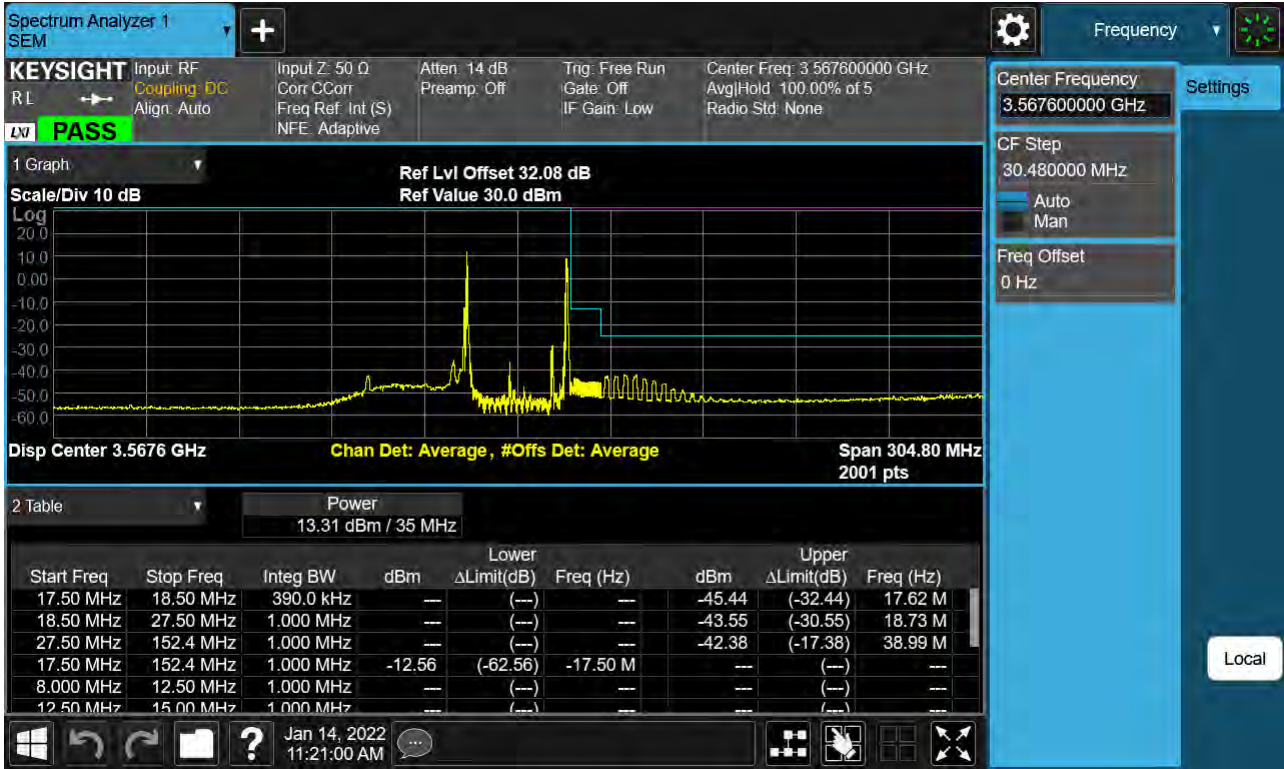 Spectrum Analyzer 1
SEM
Frequency
KEYSIGHT
R L
LXI
PASS
Input: RF
Coupling: DC
Align: Auto
Input Z: 50 Ω
Corr CCorr
Freq Ref: Int (S)
NFE: Adaptive
Atten: 14 dB
Preamp: Off
Trig: Free Run
Gate: Off
IF Gain: Low
Center Freq: 3.567600000 GHz
Avg|Hold: 100.00% of 5
Radio Std: None
Center Frequency
3.567600000 GHz
Settings
CF Step
30.480000 MHz
Auto
Man
Freq Offset
0 Hz
Local
1 Graph
Scale/Div 10 dB
Ref Lvl Offset 32.08 dB
Ref Value 30.0 dBm
Log
20.0
10.0
0.00
-10.0
-20.0
-30.0
-40.0
-50.0
-60.0
Disp Center 3.5676 GHz
Chan Det: Average , #Offs Det: Average
Span 304.80 MHz
2001 pts
2 Table
Power
13.31 dBm / 35 MHz
Lower Upper
Start Freq Stop Freq Integ BW dBm ΔLimit(dB) Freq (Hz) dBm ΔLimit(dB) Freq (Hz)
17.50 MHz 18.50 MHz 390.0 kHz --- (---) --- -45.44 (-32.44) 17.62 M
18.50 MHz 27.50 MHz 1.000 MHz --- (---) --- -43.55 (-30.55) 18.73 M
27.50 MHz 152.4 MHz 1.000 MHz --- (---) --- -42.38 (-17.38) 38.99 M
17.50 MHz 152.4 MHz 1.000 MHz -12.56 (-62.56) -17.50 M --- (---) ---
8.000 MHz 12.50 MHz 1.000 MHz --- (---) --- --- (---) ---
12.50 MHz 15.00 MHz 1.000 MHz --- (---) --- --- (---) ---
? Jan 14, 2022
11:21:00 AM